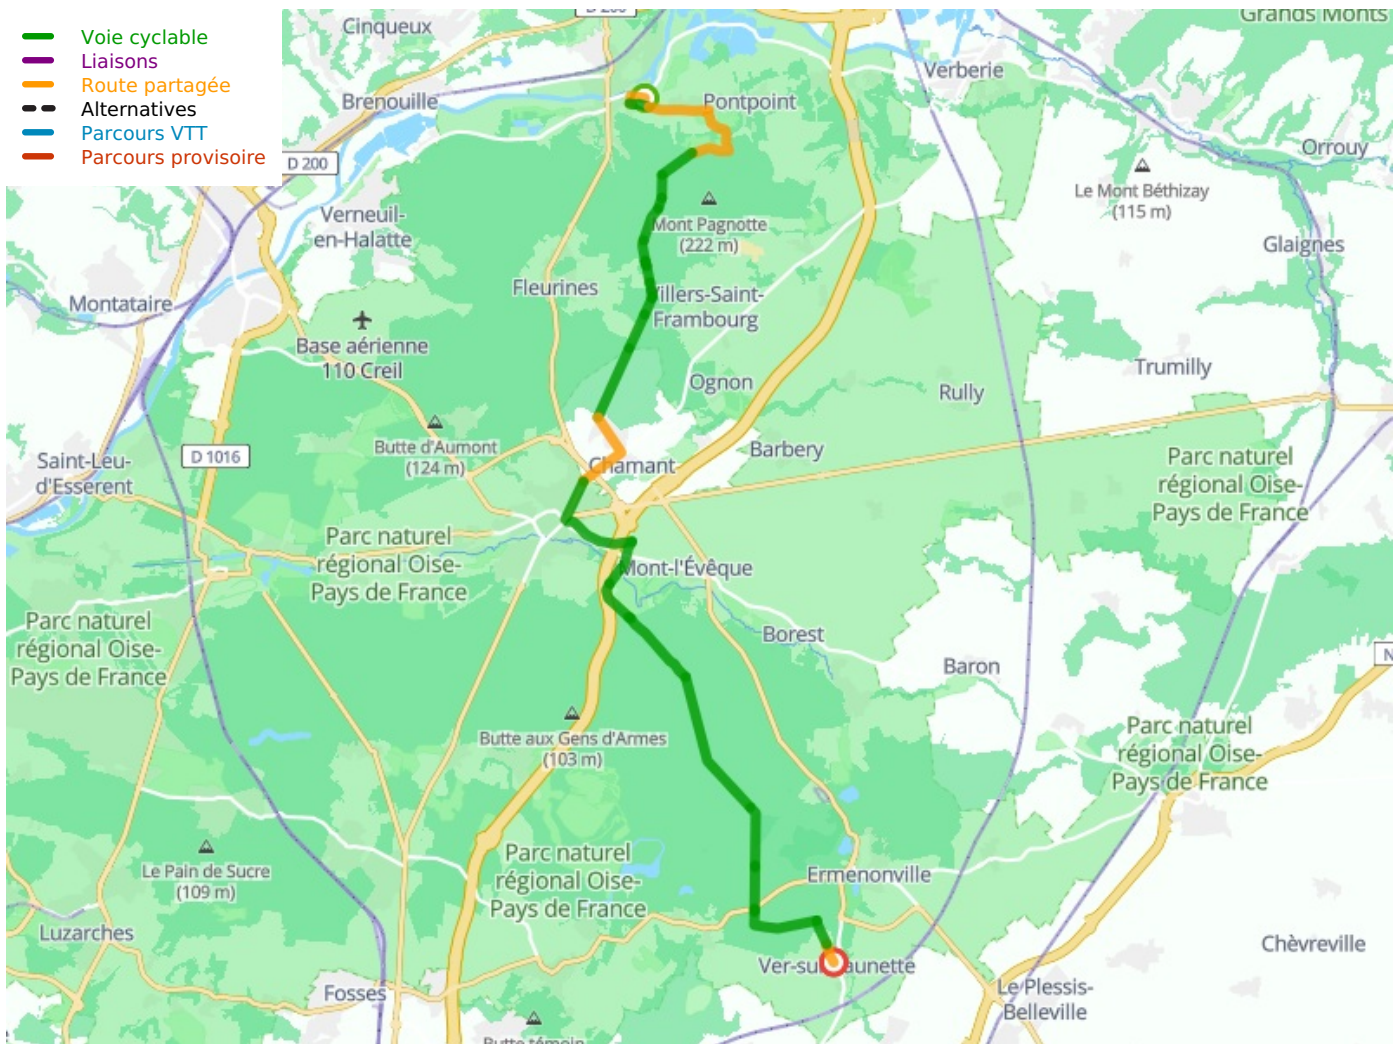 Voie cyclable
Liaisons
Route partagée
Alternatives
Parcours VTT
Parcours provisoire
Cinqueux
Grands Monts
Verberie
Brenouille
Pontpoint
D 200
Orrouy
Le Mont Béthizay
(115 m)
Verneuil-
en-Halatte
Mont Pagnotte
(222 m)
Glaignes
Montataire
Fleurines
Villers-Saint-
Frambourg
Base aérienne
110 Creil
Trumilly
Ognon
Rully
Butte d'Aumont
(124 m)
Barbery
D 1016
Chamant
Saint-Leu-
d'Esserent
Parc naturel
régional Oise-
Pays de France
Parc naturel
régional Oise-
Pays de France
Mont-l'Évêque
Parc naturel
régional Oise-
Pays de France
Borest
Baron
N
Butte aux Gens d'Armes
(103 m)
Parc naturel
régional Oise-
Pays de France
Le Pain de Sucre
(109 m)
Parc naturel
régional Oise-
Pays de France
Ermenonville
Luzarches
Chèvreville
Ver-sur-Launette
Fosses
Le Plessis-
Belleville
Butte témoin